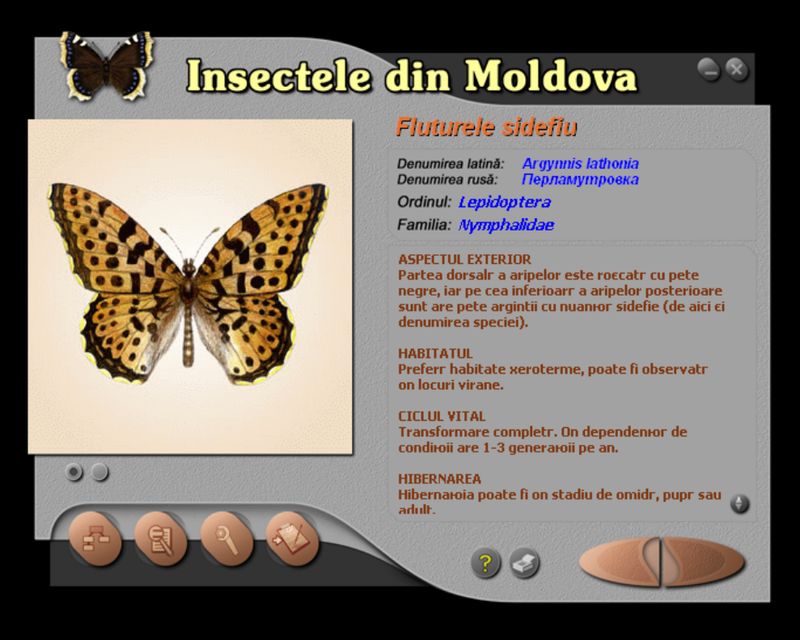 Insectele din Moldova
Fluturele sidefiu
Denumirea latină: Argynnis lathonia
Denumirea rusă: Перламутровка
Ordinul: Lepidoptera
Familia: Nymphalidae
ASPECTUL EXTERIOR
Partea dorsalr a aripelor este roєcatr cu pete
negre, iar pe cea inferioarr a aripelor posterioare
sunt are pete argintii cu nuanюr sidefie (de aici єi
denumirea speciei).
HABITATUL
Preferr habitate xeroterme, poate fi observatr
оn locuri virane.
CICLUL VITAL
Transformare completr. Оn dependenюr de
condiюii are 1-3 generaюii pe an.
HIBERNAREA
Hibernaюia poate fi оn stadiu de omidr, pupr sau
adult.
?